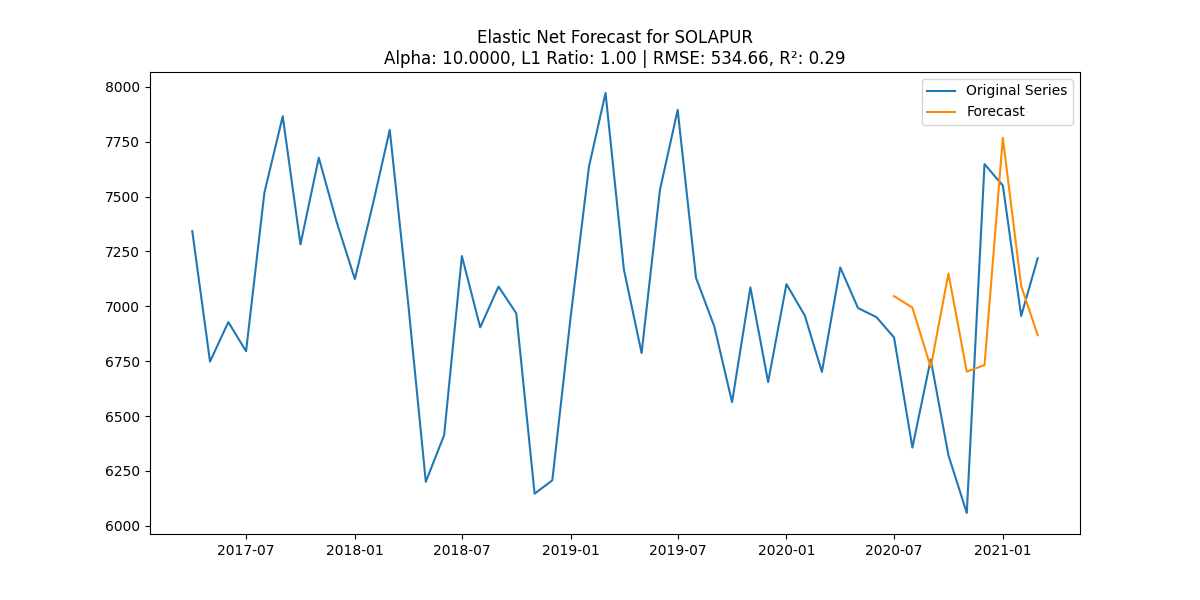 Elastic Net Forecast for SOLAPUR
Alpha: 10.0000, L1 Ratio: 1.00 | RMSE: 534.66, R²: 0.29
Original Series
Forecast
8000
7750
7500
7250
7000
6750
6500
6250
6000
2017-07 2018-01 2018-07 2019-01 2019-07 2020-01 2020-07 2021-01